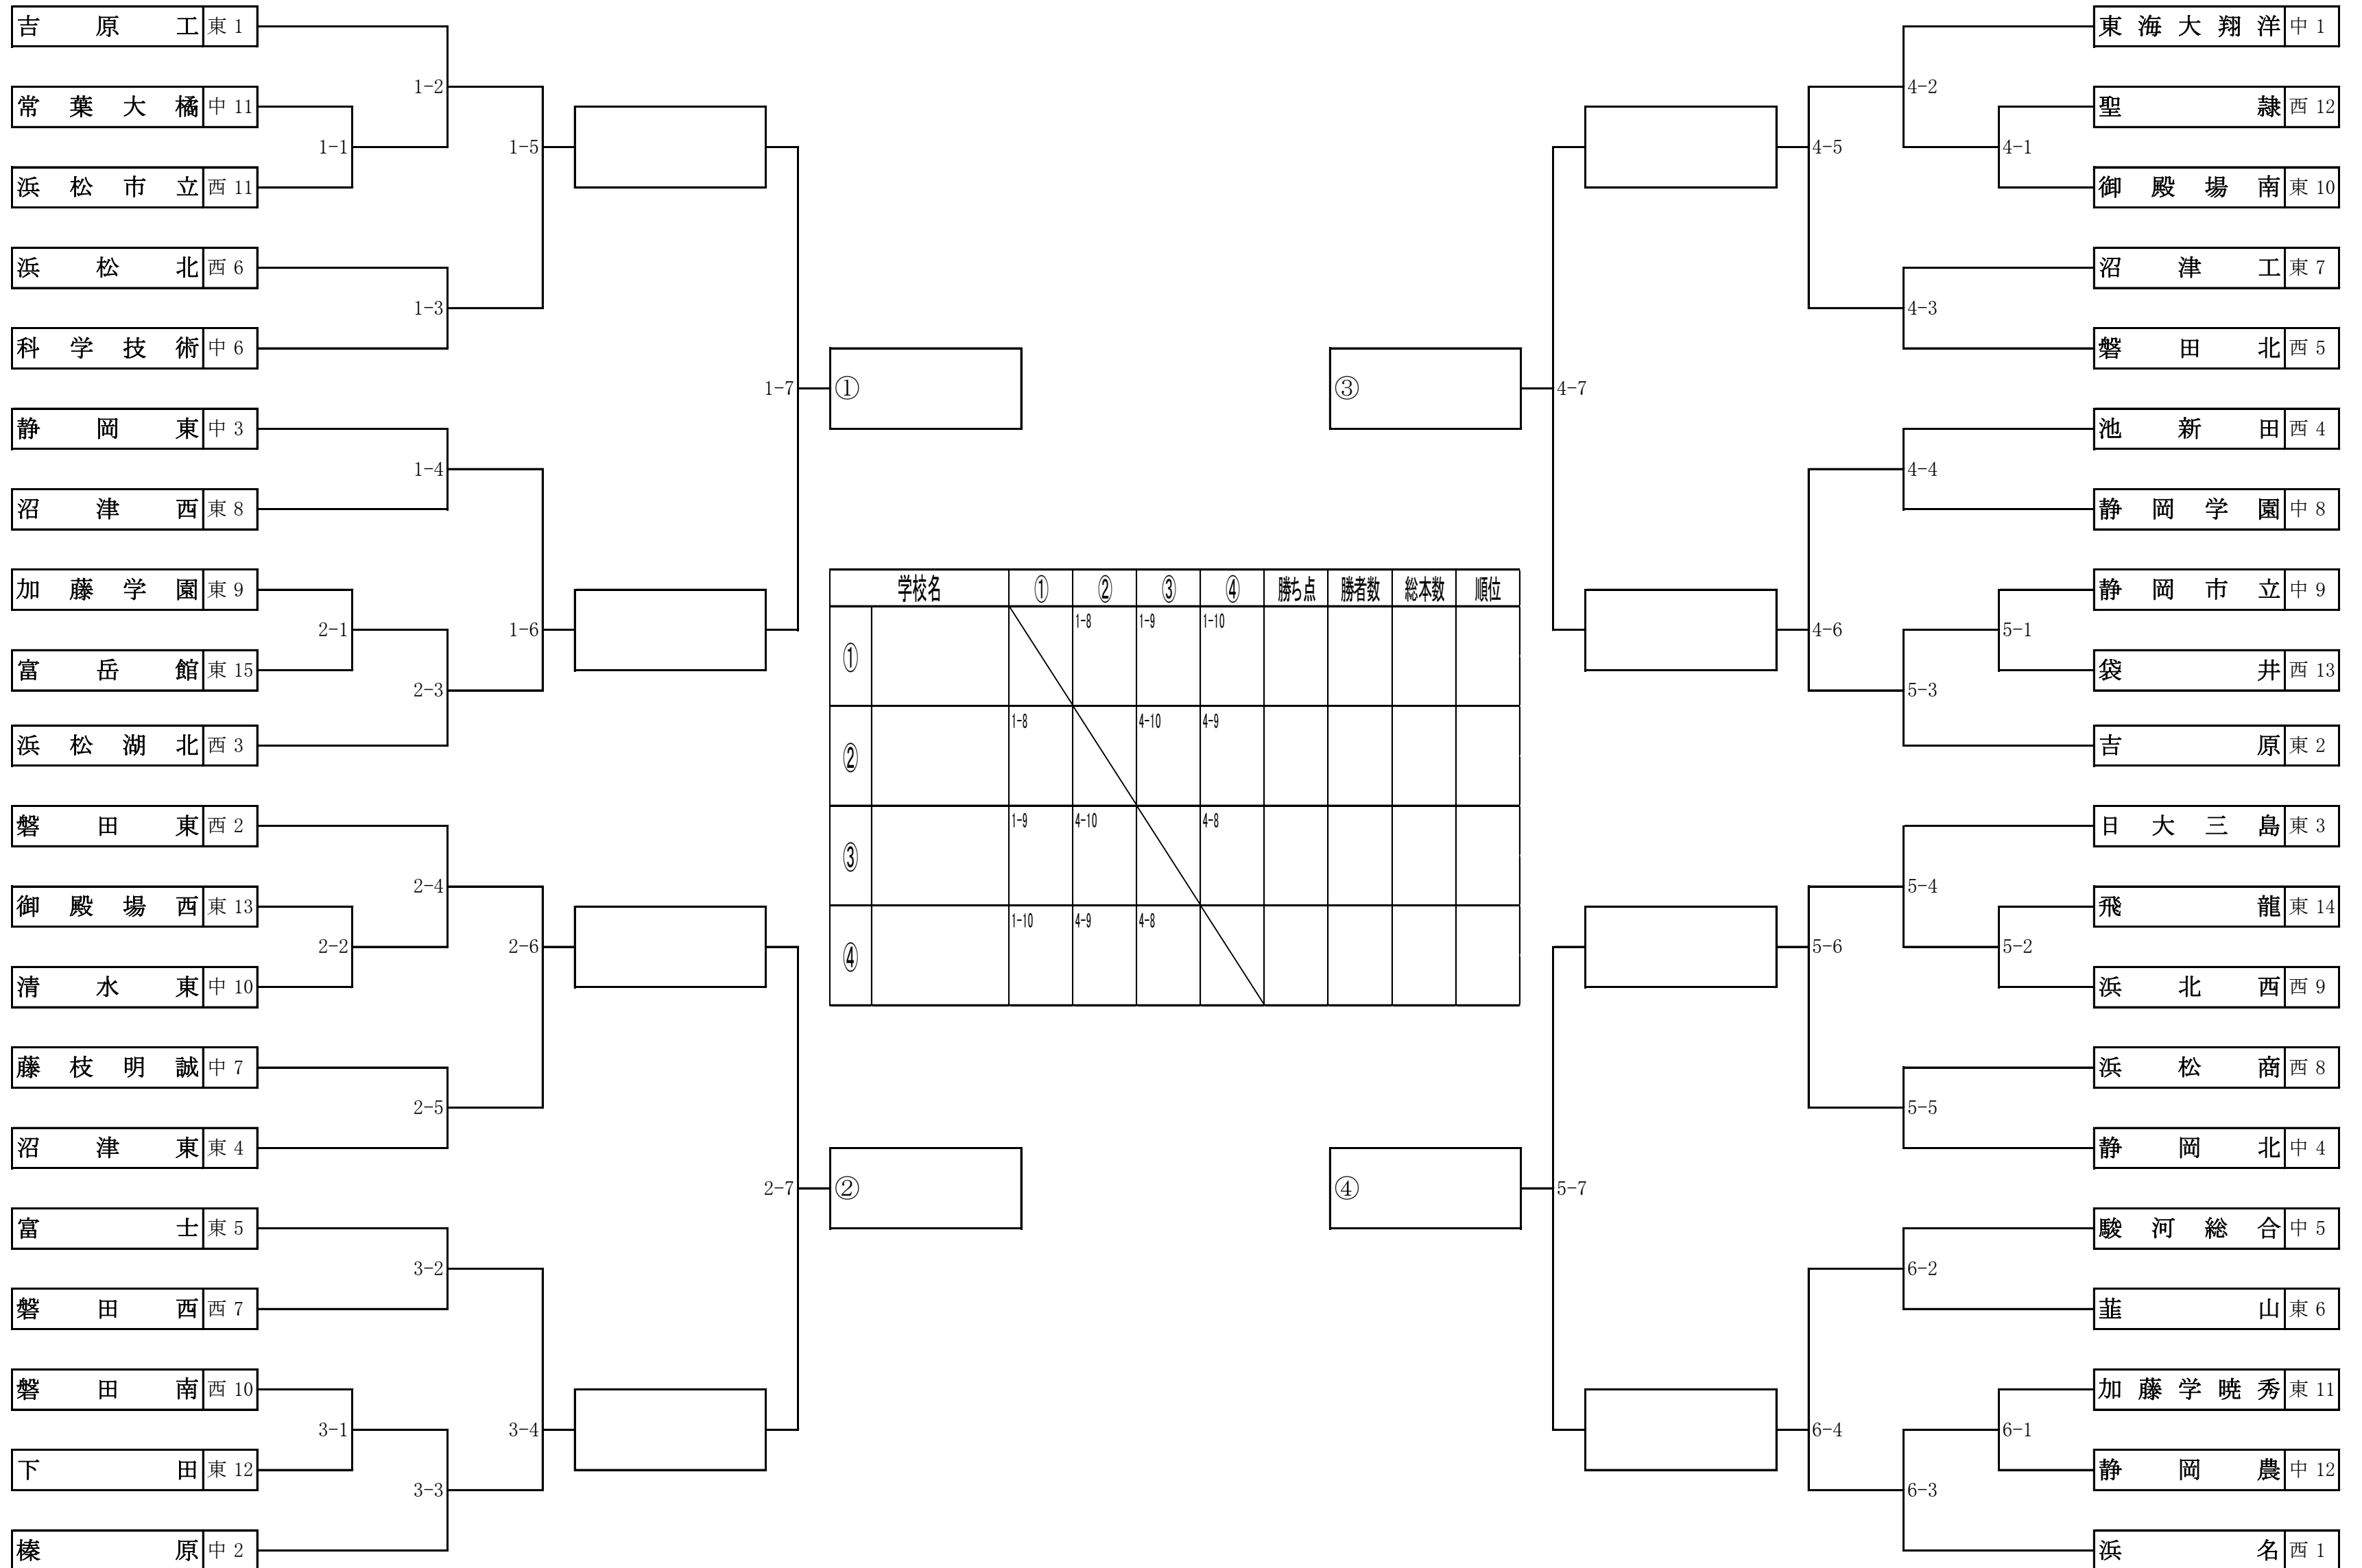 吉原工 東 1
常葉大橘 中 11
浜松市立 西 11
浜松北 西 6
科学技術 中 6
静岡東 中 3
沼津西 東 8
加藤学園 東 9
富岳館 東 15
浜松湖北 西 3
磐田東 西 2
御殿場西 東 13
清水東 中 10
藤枝明誠 中 7
沼津東 東 4
富士 東 5
磐田西 西 7
磐田南 西 10
下田 東 12
榛原 中 2
1-1
1-2
1-3
1-4
1-5
1-6
1-7
2-1
2-2
2-3
2-4
2-5
2-6
2-7
3-1
3-2
3-3
3-4
①
②
学校名 ① ② ③ ④ 勝ち点 勝者数 総本数 順位
① 1-8 1-9 1-10
② 1-8 4-10 4-9
③ 1-9 4-10 4-8
④ 1-10 4-9 4-8
③
④
4-1
4-2
4-3
4-4
4-5
4-6
4-7
5-1
5-2
5-3
5-4
5-5
5-6
5-7
6-1
6-2
6-3
6-4
東海大翔洋 中 1
聖隷 西 12
御殿場南 東 10
沼津工 東 7
磐田北 西 5
池新田 西 4
静岡学園 中 8
静岡市立 中 9
袋井 西 13
吉原 東 2
日大三島 東 3
飛龍 東 14
浜北西 西 9
浜松商 西 8
静岡北 中 4
駿河総合 中 5
韮山 東 6
加藤学暁秀 東 11
静岡農 中 12
浜名 西 1